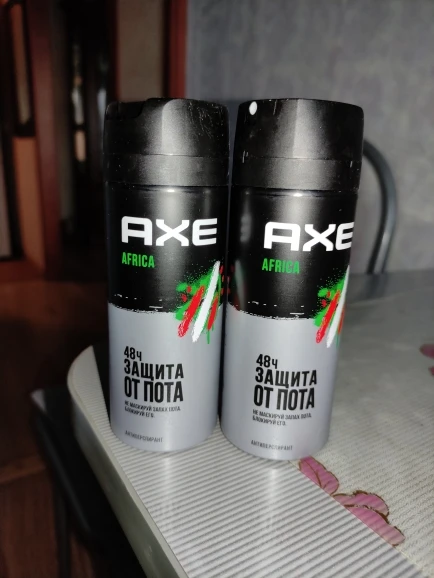 AXE
AFRICA
48ч
ЗАЩИТА
ОТ ПОТА
НЕ МАСКИРУЙ ЗАПАХ ПОТА,
БЛОКИРУЙ ЕГО.
АНТИПЕРСПИРАНТ
AXE
AFRICA
48ч
ЗАЩИТА
ОТ ПОТА
НЕ МАСКИРУЙ ЗАПАХ ПОТА,
БЛОКИРУЙ ЕГО.
АНТИПЕРСПИРАНТ